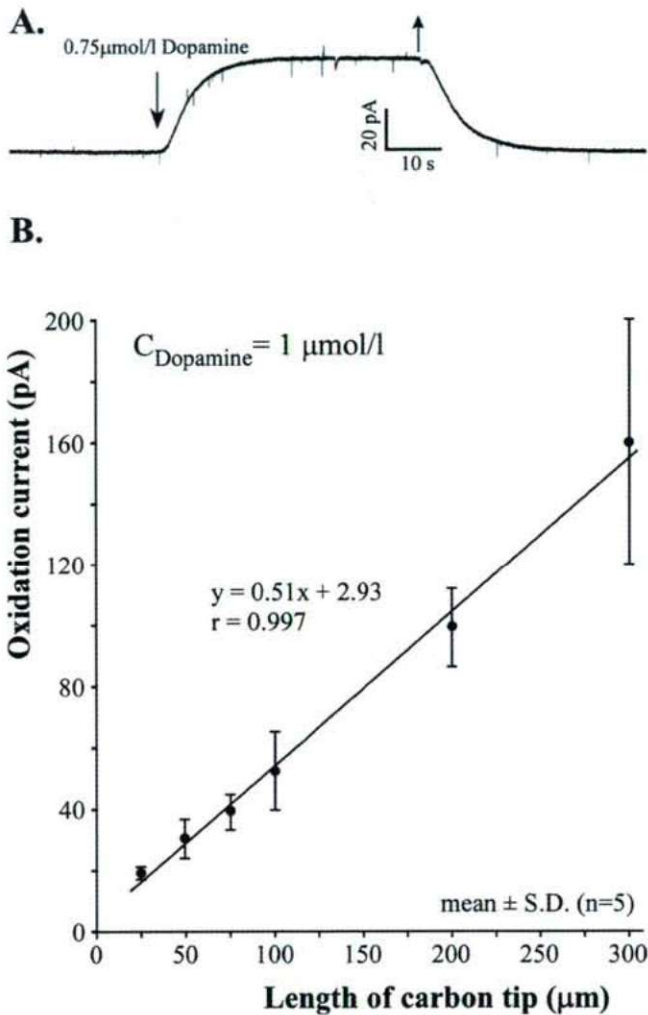 A.
0.75µmol/l Dopamine
20 pA
10 s
B.
C Dopamine = 1 µmol/l
200
160
120
80
40
0
Oxidation current (pA)
y = 0.51x + 2.93
r = 0.997
mean ± S.D. (n=5)
0 50 100 150 200 250 300
Length of carbon tip (µm)